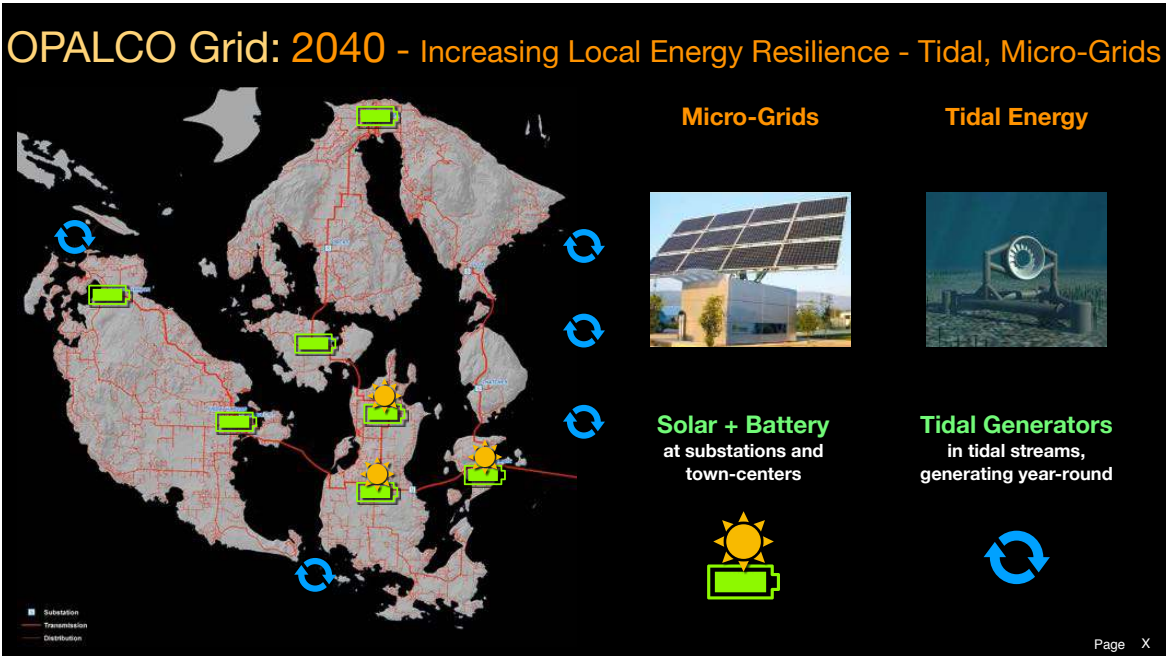 OPALCO Grid: 2040 - Increasing Local Energy Resilience - Tidal, Micro-Grids
Micro-Grids
Tidal Energy
Solar + Battery
at substations and
town-centers
Tidal Generators
in tidal streams,
generating year-round
Substation
Transmission
Distribution
Page X